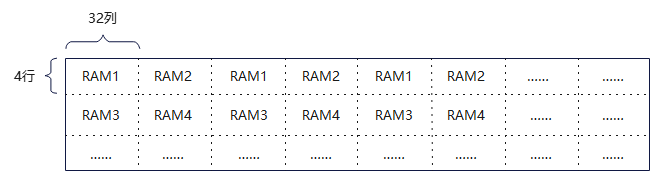 32列
4行 RAM1 RAM2 RAM1 RAM2 RAM1 RAM2 ...... ......
RAM3 RAM4 RAM3 RAM4 RAM3 RAM4 ...... ......
...... ...... ...... ...... ...... ...... ...... ......